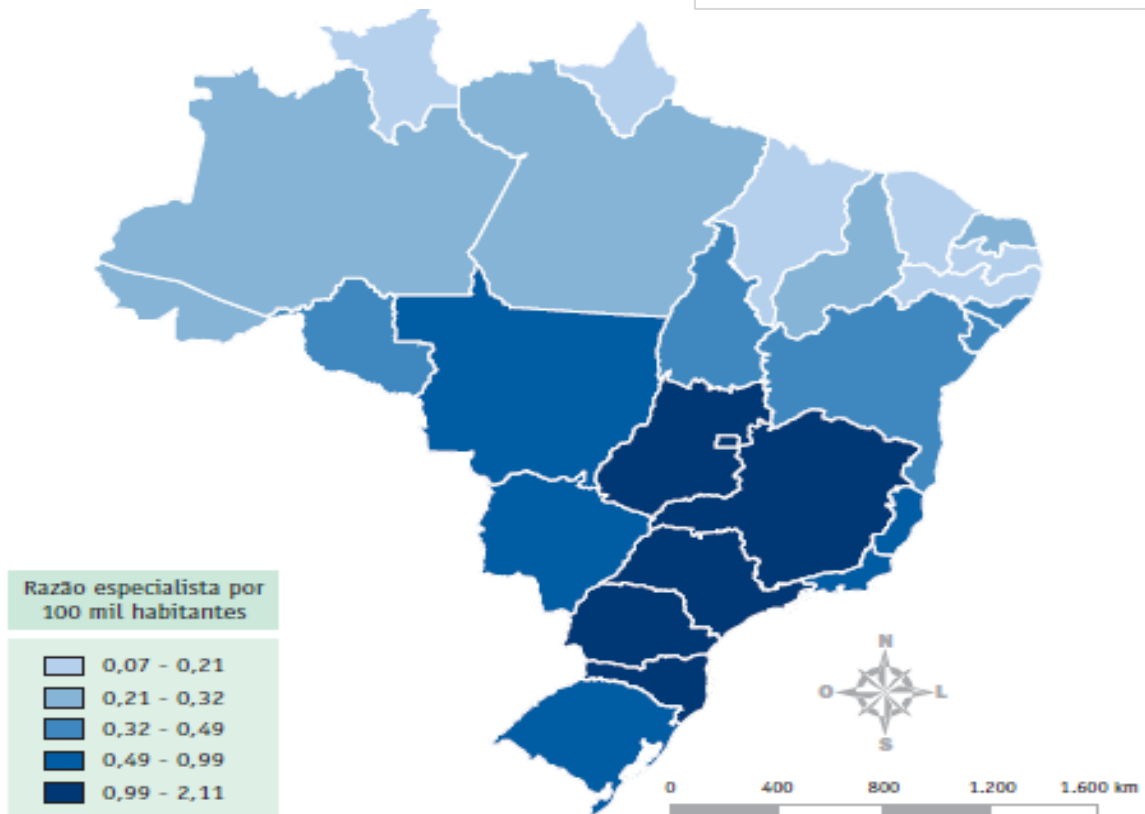 Razão especialista por
100 mil habitantes
0,07 - 0,21
0,21 - 0,32
0,32 - 0,49
0,49 - 0,99
0,99 - 2,11
N
O
L
S
0 400 800 1.200 1.600 km